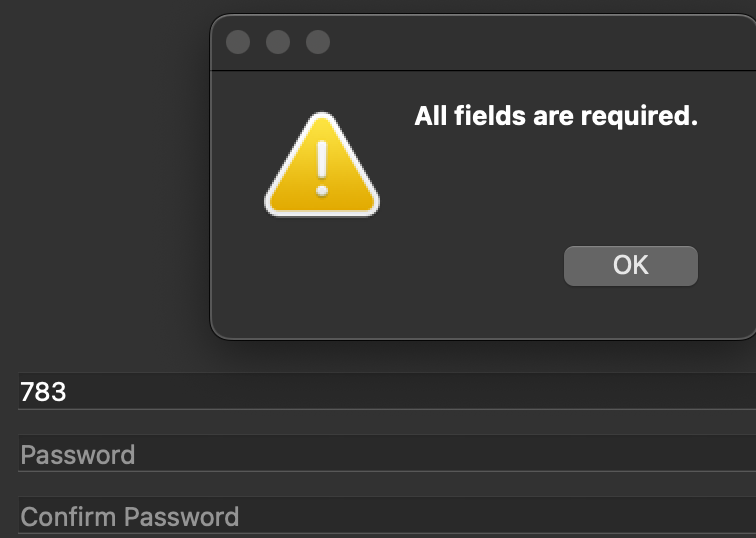 All fields are required.
OK
783
Password
Confirm Password